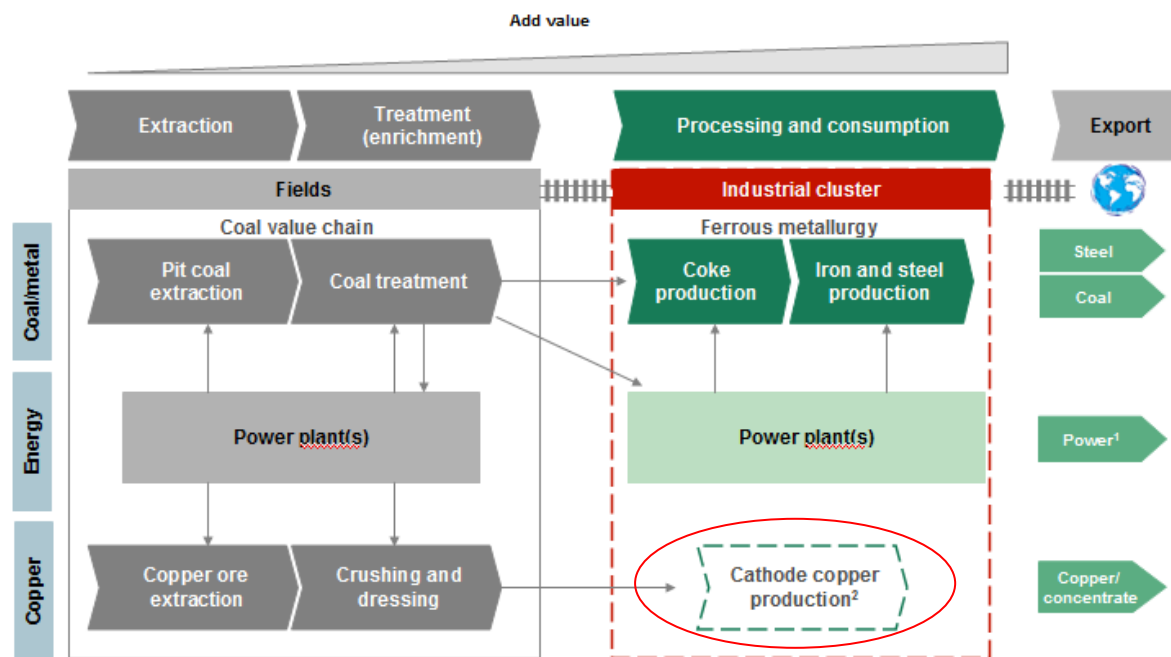 Add value
Extraction
Treatment
(enrichment)
Processing and consumption
Export
Fields
Industrial cluster
Coal/metal
Coal value chain
Ferrous metallurgy
Pit coal
extraction
Coal treatment
Coke
production
Iron and steel
production
Steel
Coal
Energy
Power plant(s)
Power plant(s)
Power¹
Copper
Copper ore
extraction
Crushing and
dressing
Cathode copper
production²
Copper/
concentrate